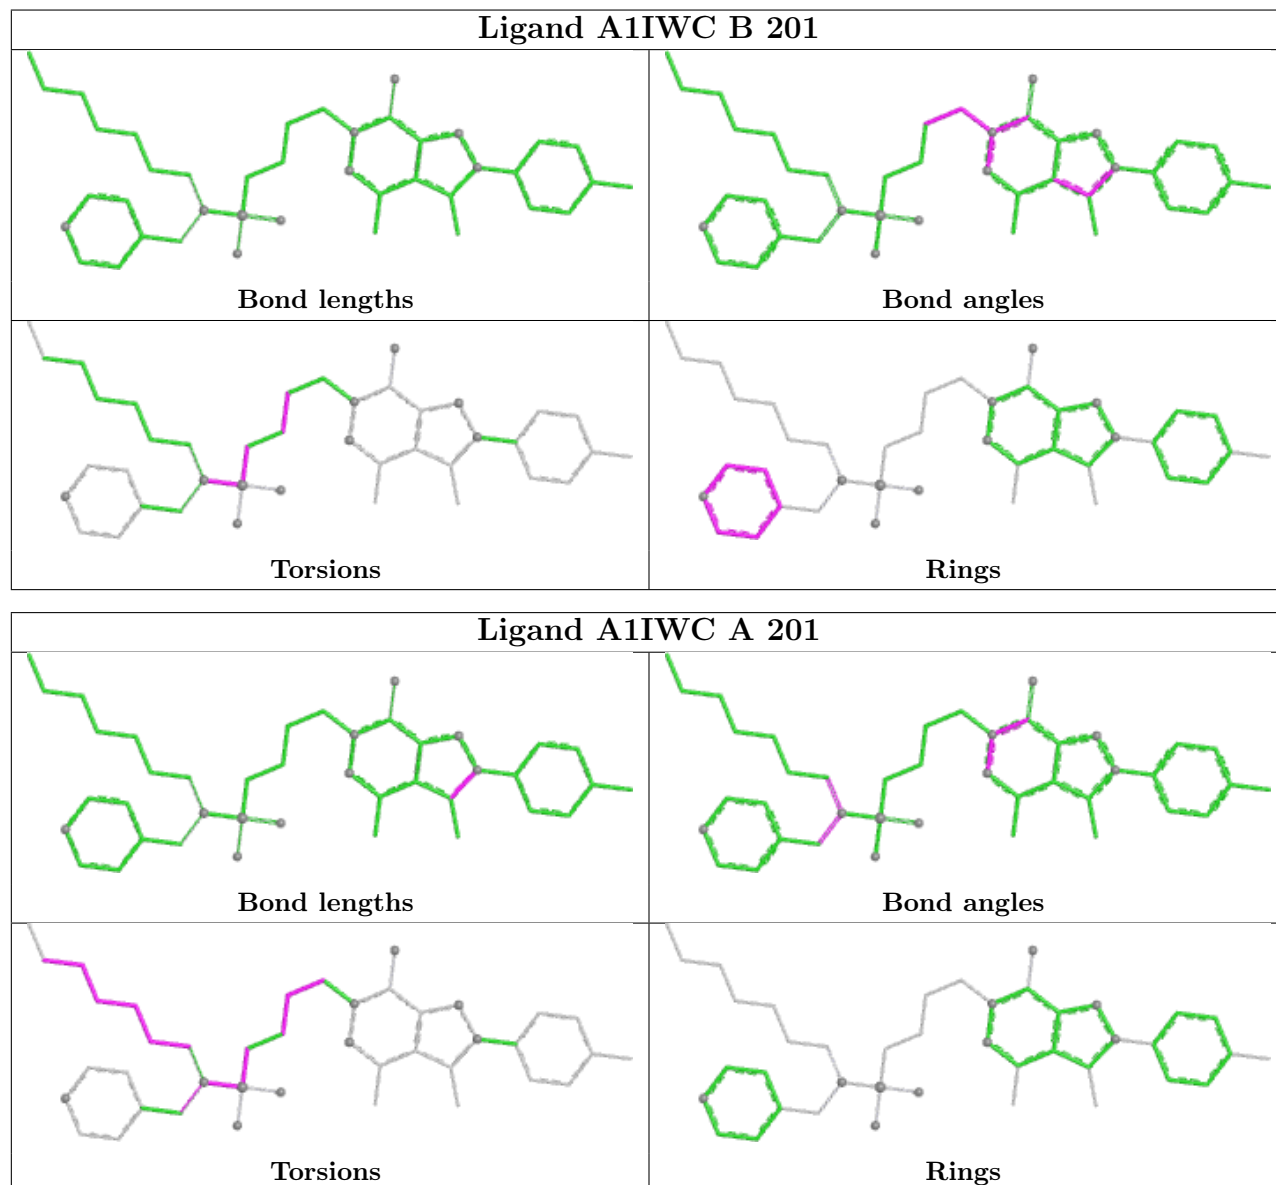 Ligand A1IWC B 201
Bond lengths
Bond angles
Torsions
Rings
Ligand A1IWC A 201
Bond lengths
Bond angles
Torsions
Rings